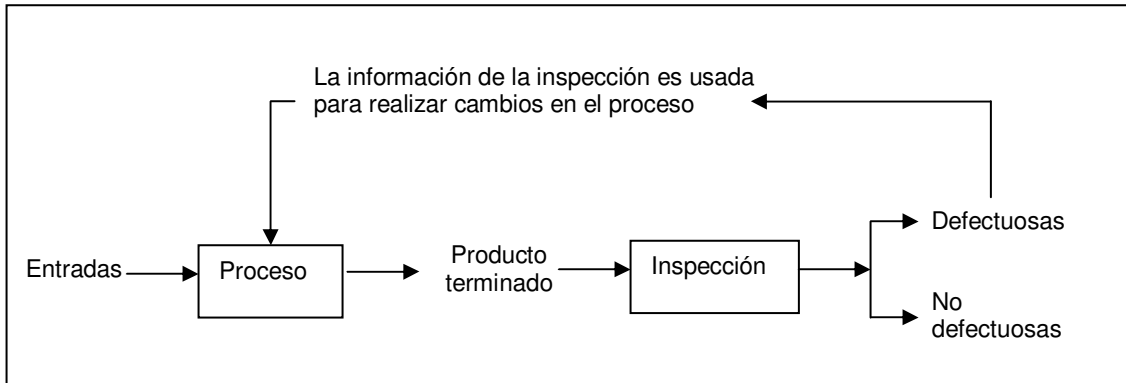 La información de la inspección es usada
para realizar cambios en el proceso
Entradas
Proceso
Producto
terminado
Inspección
Defectuosas
No
defectuosas